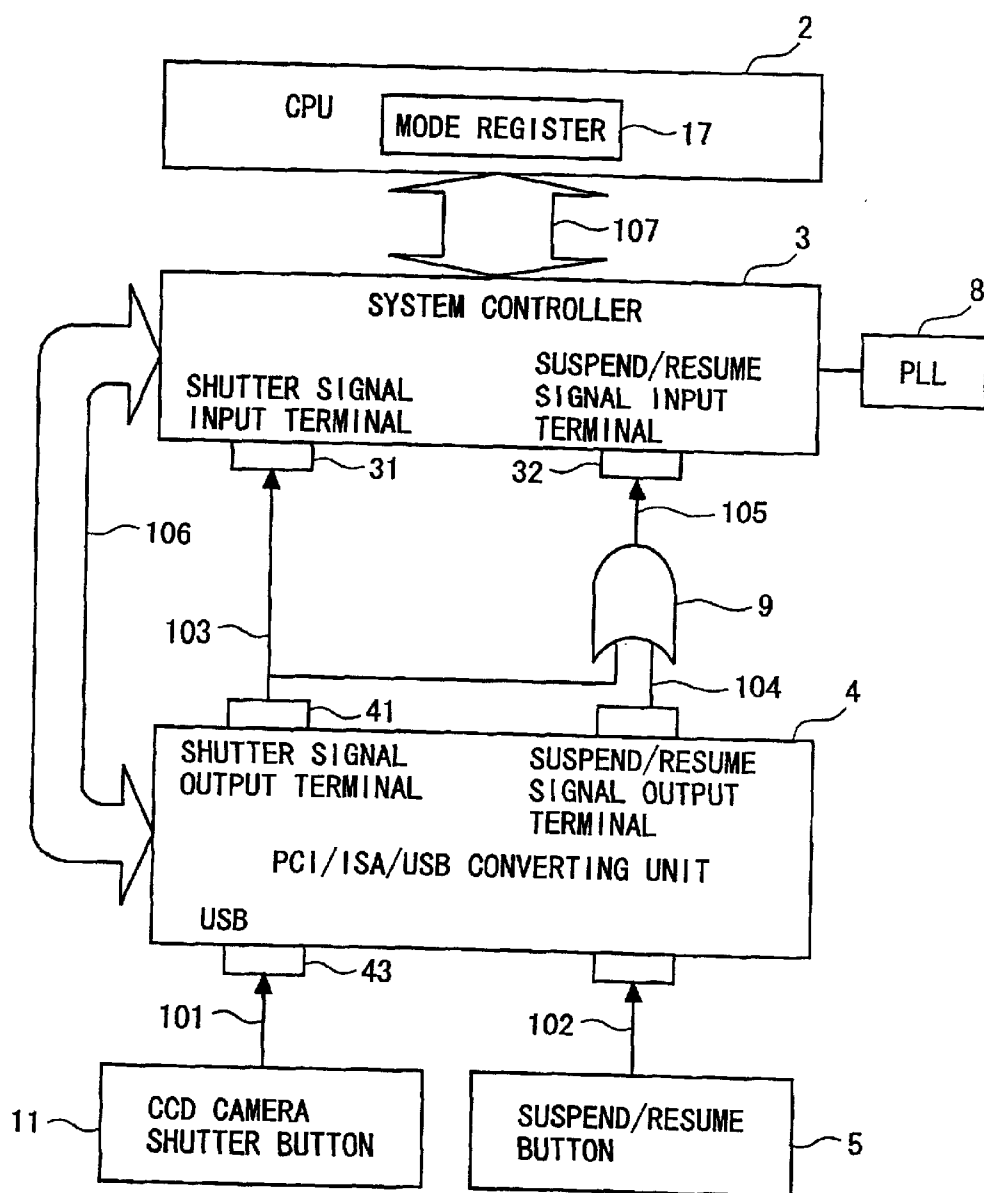 2
CPU
MODE REGISTER
17
107
3
SYSTEM CONTROLLER
8
PLL
SHUTTER SIGNAL
INPUT TERMINAL
SUSPEND/RESUME
SIGNAL INPUT
TERMINAL
31
32
106
105
9
103
104
41
4
SHUTTER SIGNAL
OUTPUT TERMINAL
SUSPEND/RESUME
SIGNAL OUTPUT
TERMINAL
PCI/ISA/USB CONVERTING UNIT
USB
43
101
102
11
CCD CAMERA
SHUTTER BUTTON
SUSPEND/RESUME
BUTTON
5